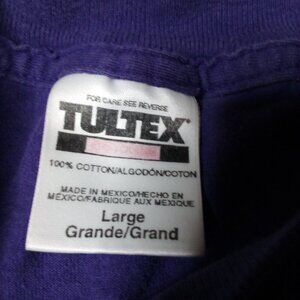 FOR CARE SEE REVERSE
TULTEX
100% COTTON/ALGODÓN/COTON
MADE IN MEXICO/HECHO EN
MÉXICO/FABRIQUE AUX MEXIQUE
Large
Grande/Grand